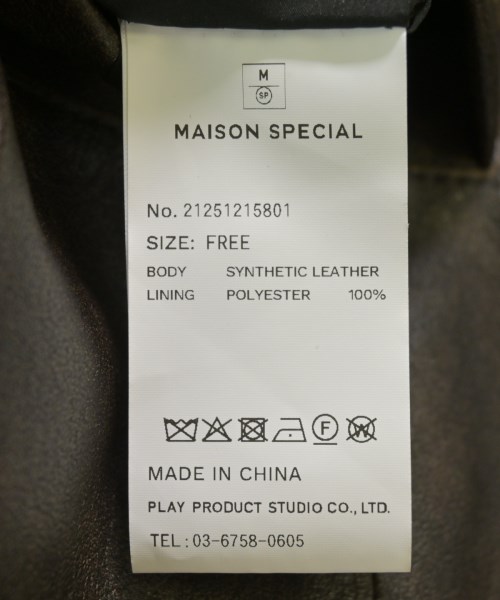 M
SP
MAISON SPECIAL
No. 21251215801
SIZE: FREE
BODY SYNTHETIC LEATHER
LINING POLYESTER 100%
F
W
MADE IN CHINA
PLAY PRODUCT STUDIO CO., LTD.
TEL : 03-6758-0605